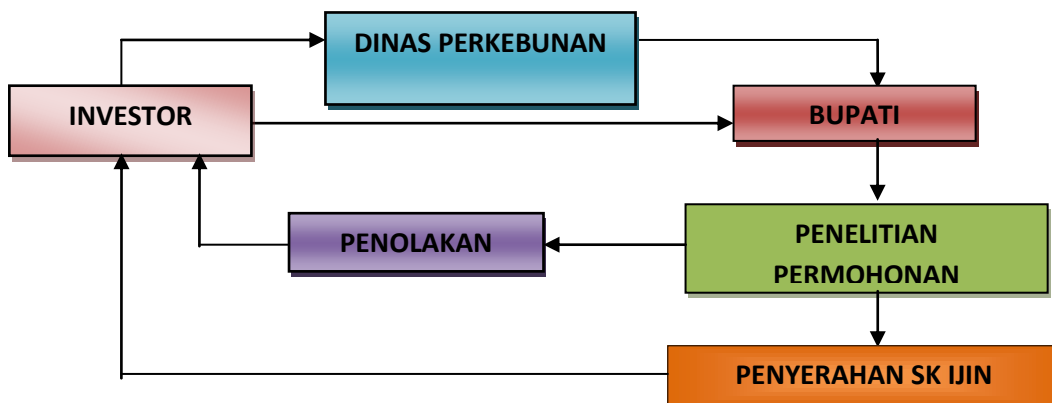 DINAS PERKEBUNAN
INVESTOR
BUPATI
PENOLAKAN
PENELITIAN
PERMOHONAN
PENYERAHAN SK IJIN